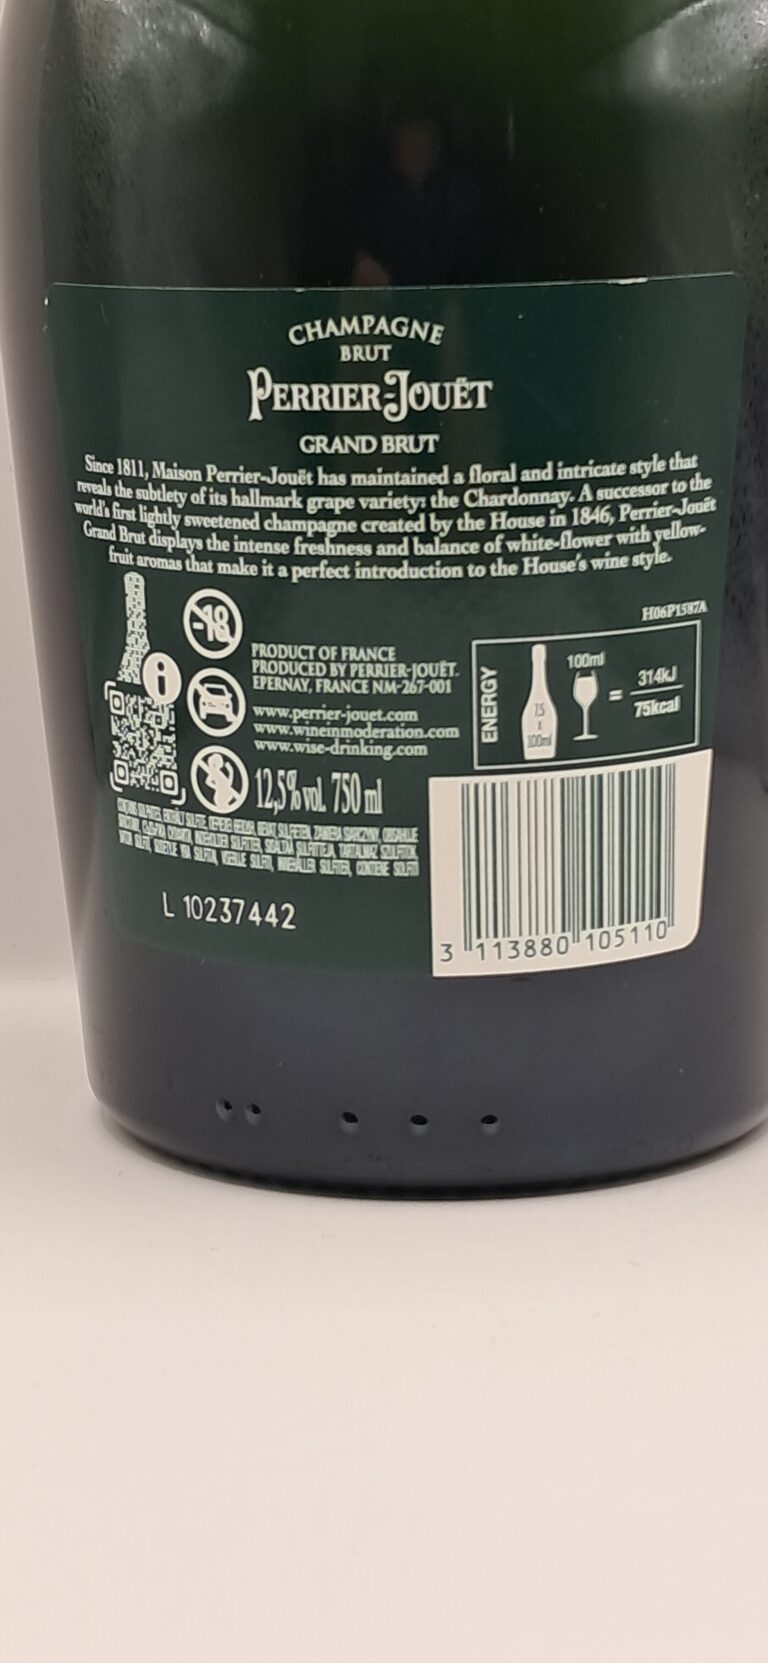 CHAMPAGNE
BRUT
PERRIER-JOUËT
GRAND BRUT
Since 1811, Maison Perrier-Jouët has maintained a floral and intricate style that
reveals the subtlety of its hallmark grape variety; the Chardonnay. A successor to the
world's first lightly sweetened champagne created by the House in 1846, Perrier-Jouët
Grand Brut displays the intense freshness and balance of white-flower with yellow-
fruit aromas that make it a perfect introduction to the House's wine style.
H06P1587A
-18
i
PRODUCT OF FRANCE
PRODUCED BY PERRIER-JOUËT.
EPERNAY, FRANCE NM-267-001
www.perrier-jouet.com
www.wineinmoderation.com
www.wise-drinking.com
12,5% vol. 750 ml
ENERGY
7,5
x
100ml
100ml
=
314kJ
75kcal
L 10237442
3 113880 105110